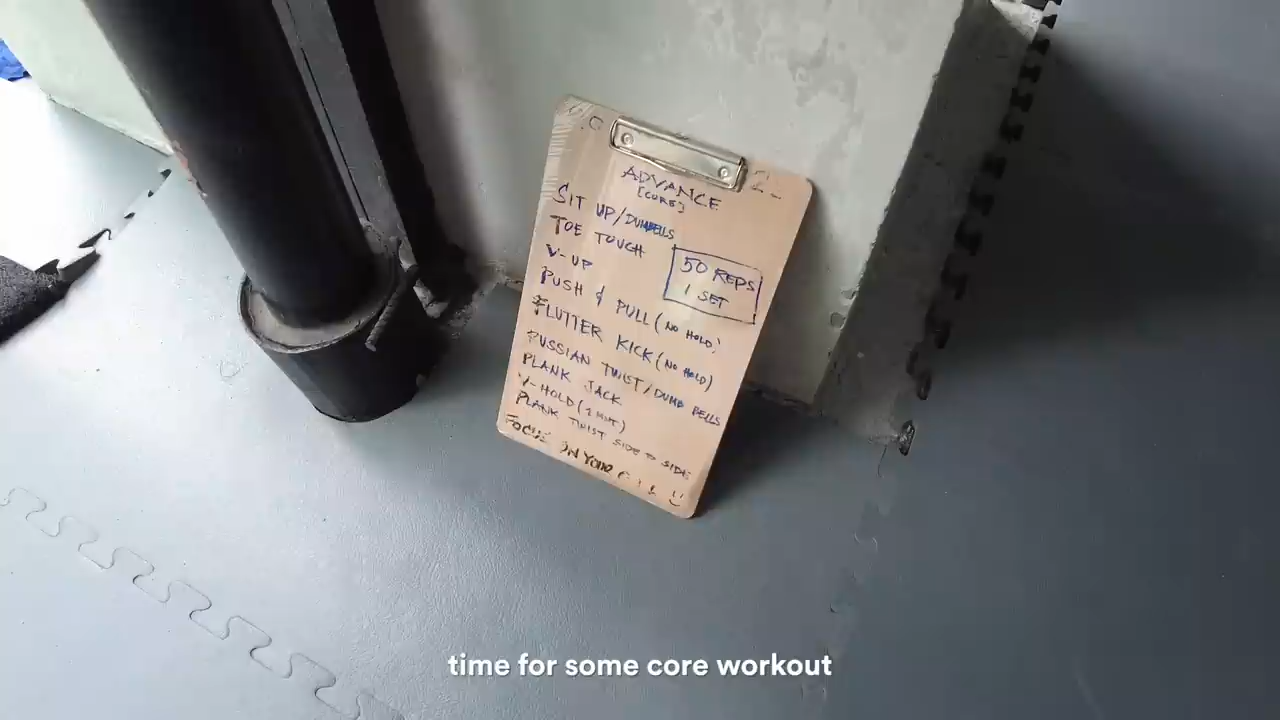 ADVANCE
[CORE]
SIT UP/DUMBELLS
TOE TOUCH
V-UP
50 REPS
1 SET
PUSH & PULL (NO HOLD)
FLUTTER KICK (NO HOLD)
RUSSIAN TWIST/DUMB BELLS
PLANK JACK
V-HOLD (1 MNT)
PLANK TWIST SIDE TO SIDE
FOCUS ON YOUR
time for some core workout